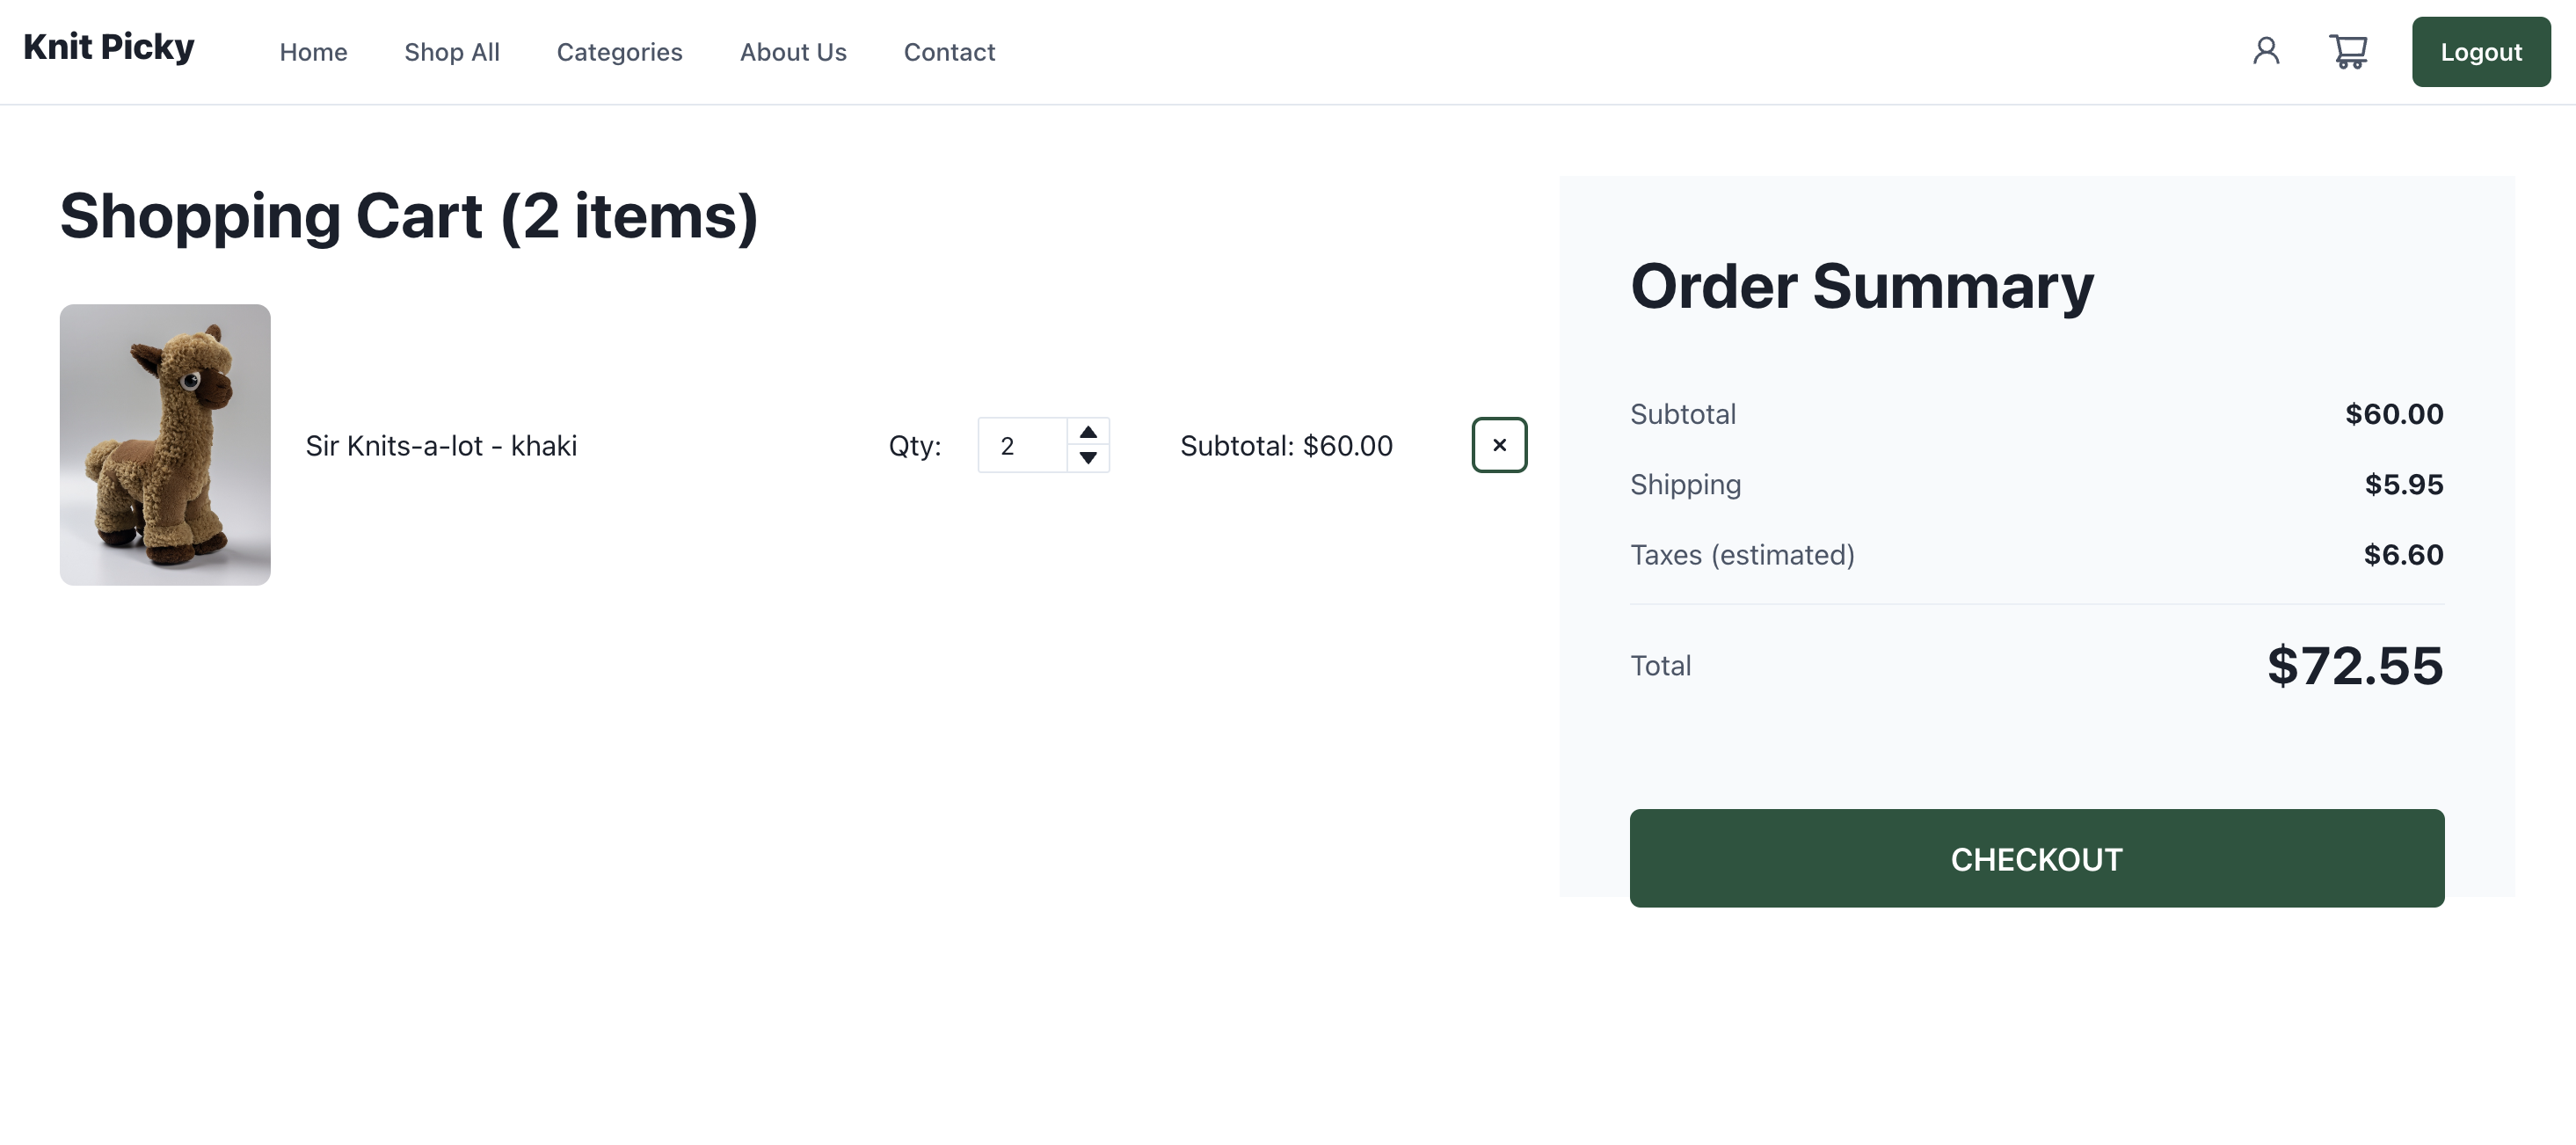 Knit Picky
Home Shop All Categories About Us Contact
Logout
Shopping Cart (2 items)
Sir Knits-a-lot - khaki
Qty: 2
Subtotal: $60.00
×
Order Summary
Subtotal $60.00
Shipping $5.95
Taxes (estimated) $6.60
Total $72.55
CHECKOUT